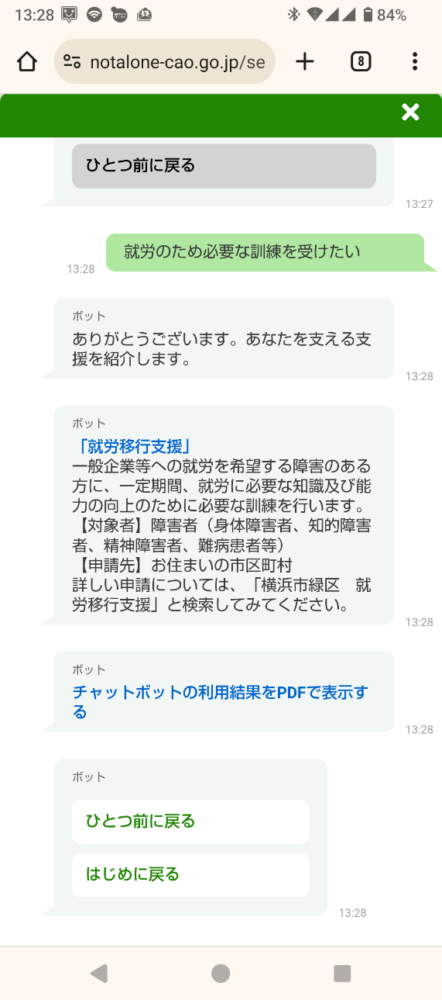 13:28
84%
notalone-cao.go.jp/se
8
ひとつ前に戻る
13:27
就労のため必要な訓練を受けたい
13:28
ボット
ありがとうございます。あなたを支える支
援を紹介します。
13:28
ボット
「就労移行支援」
一般企業等への就労を希望する障害のある
方に、一定期間、就労に必要な知識及び能
力の向上のために必要な訓練を行います。
【対象者】障害者（身体障害者、知的障害
者、精神障害者、難病患者等）
【申請先】お住まいの市区町村
詳しい申請については、「横浜市緑区　就
労移行支援」と検索してみてください。
13:28
ボット
チャットボットの利用結果をPDFで表示す
る
13:28
ボット
ひとつ前に戻る
はじめに戻る
13:28